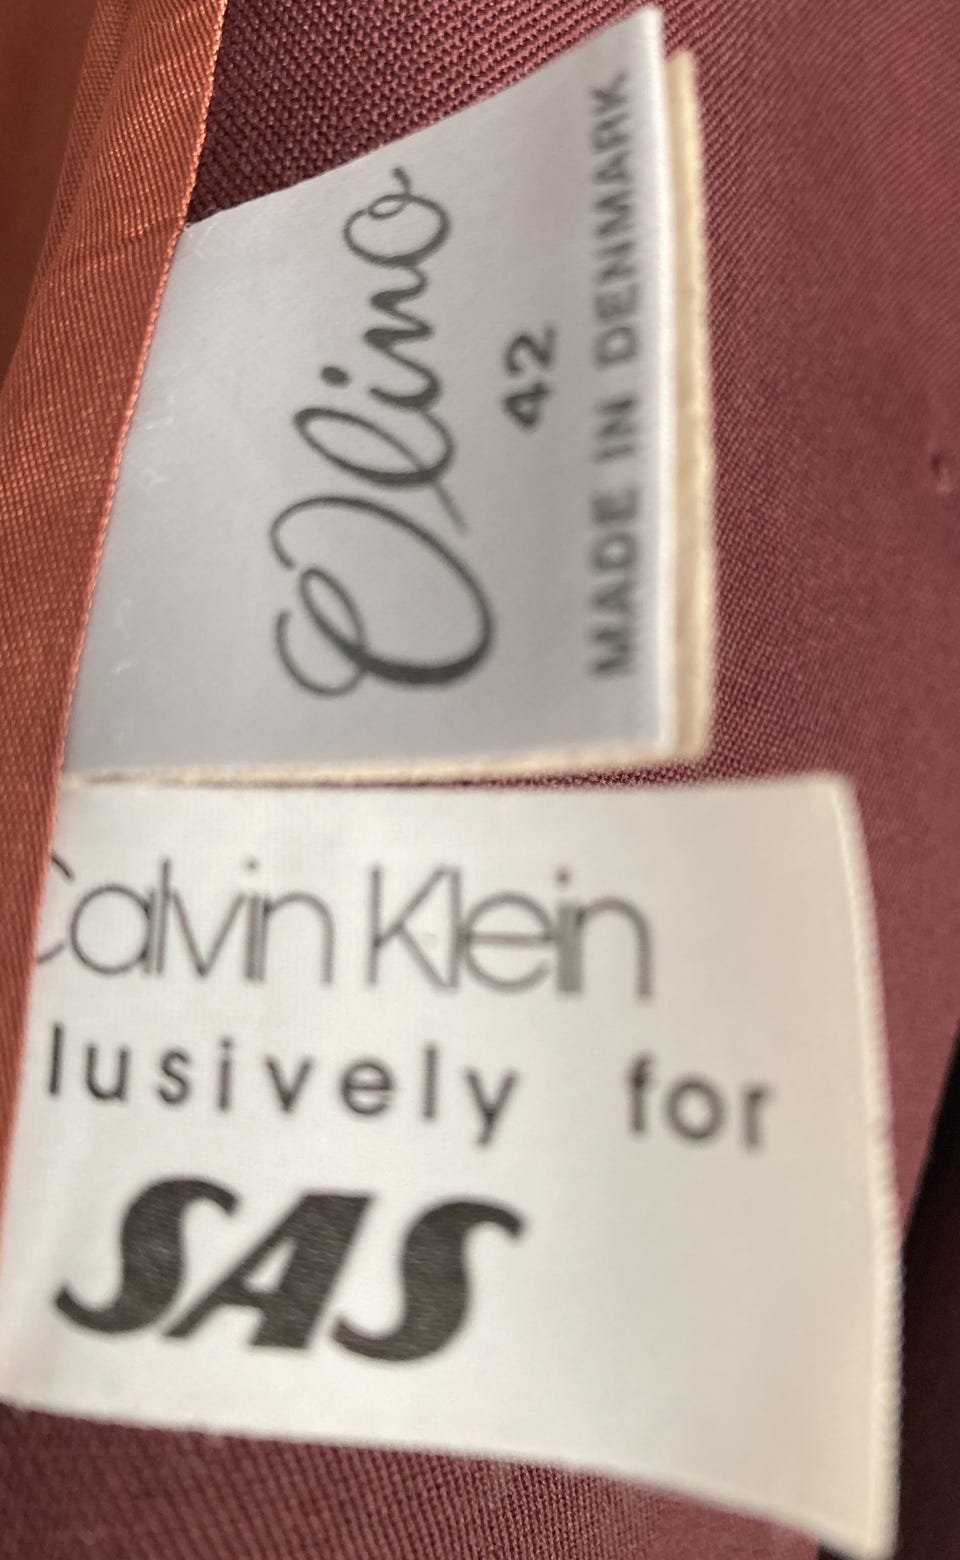 Olino
42
MADE IN DENMARK
Calvin Klein
lusively for
SAS